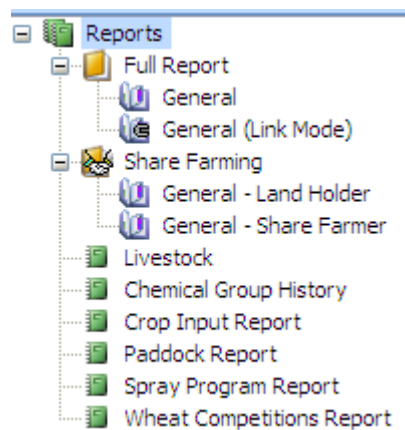 Reports
Full Report
General
General (Link Mode)
Share Farming
General - Land Holder
General - Share Farmer
Livestock
Chemical Group History
Crop Input Report
Paddock Report
Spray Program Report
Wheat Competitions Report